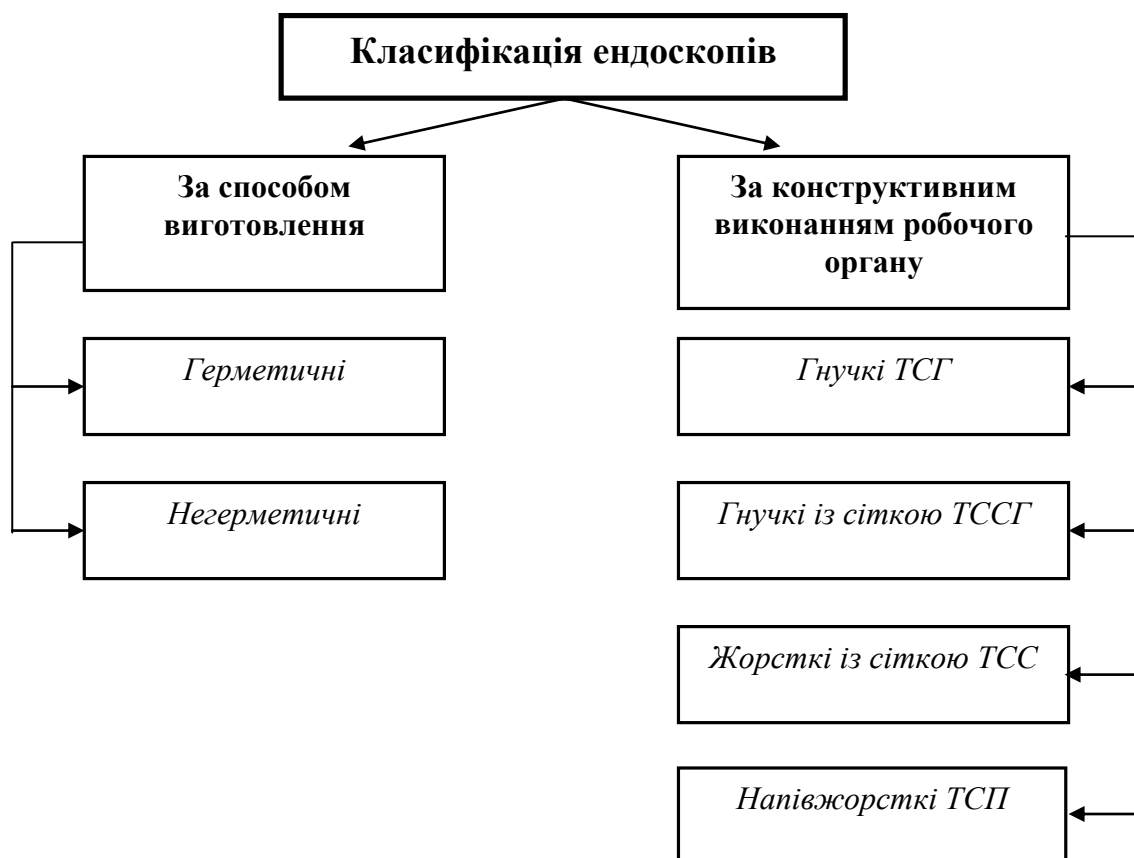 Класифікація ендоскопів
За способом
виготовлення
Герметичні
Негерметичні
За конструктивним
виконанням робочого
органу
Гнучкі ТСГ
Гнучкі із сіткою ТССГ
Жорсткі із сіткою ТСС
Напівжорсткі ТСП